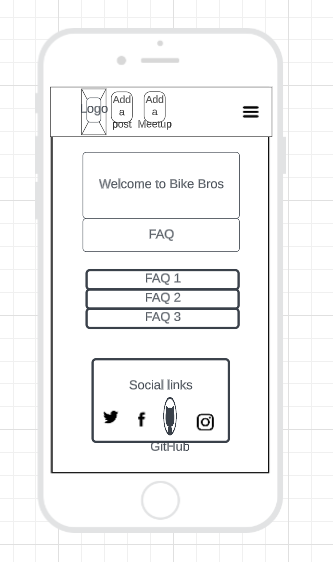 Logo
Add
a
post
Add
a
Meetup
Welcome to Bike Bros
FAQ
FAQ 1
FAQ 2
FAQ 3
Social links
GitHub